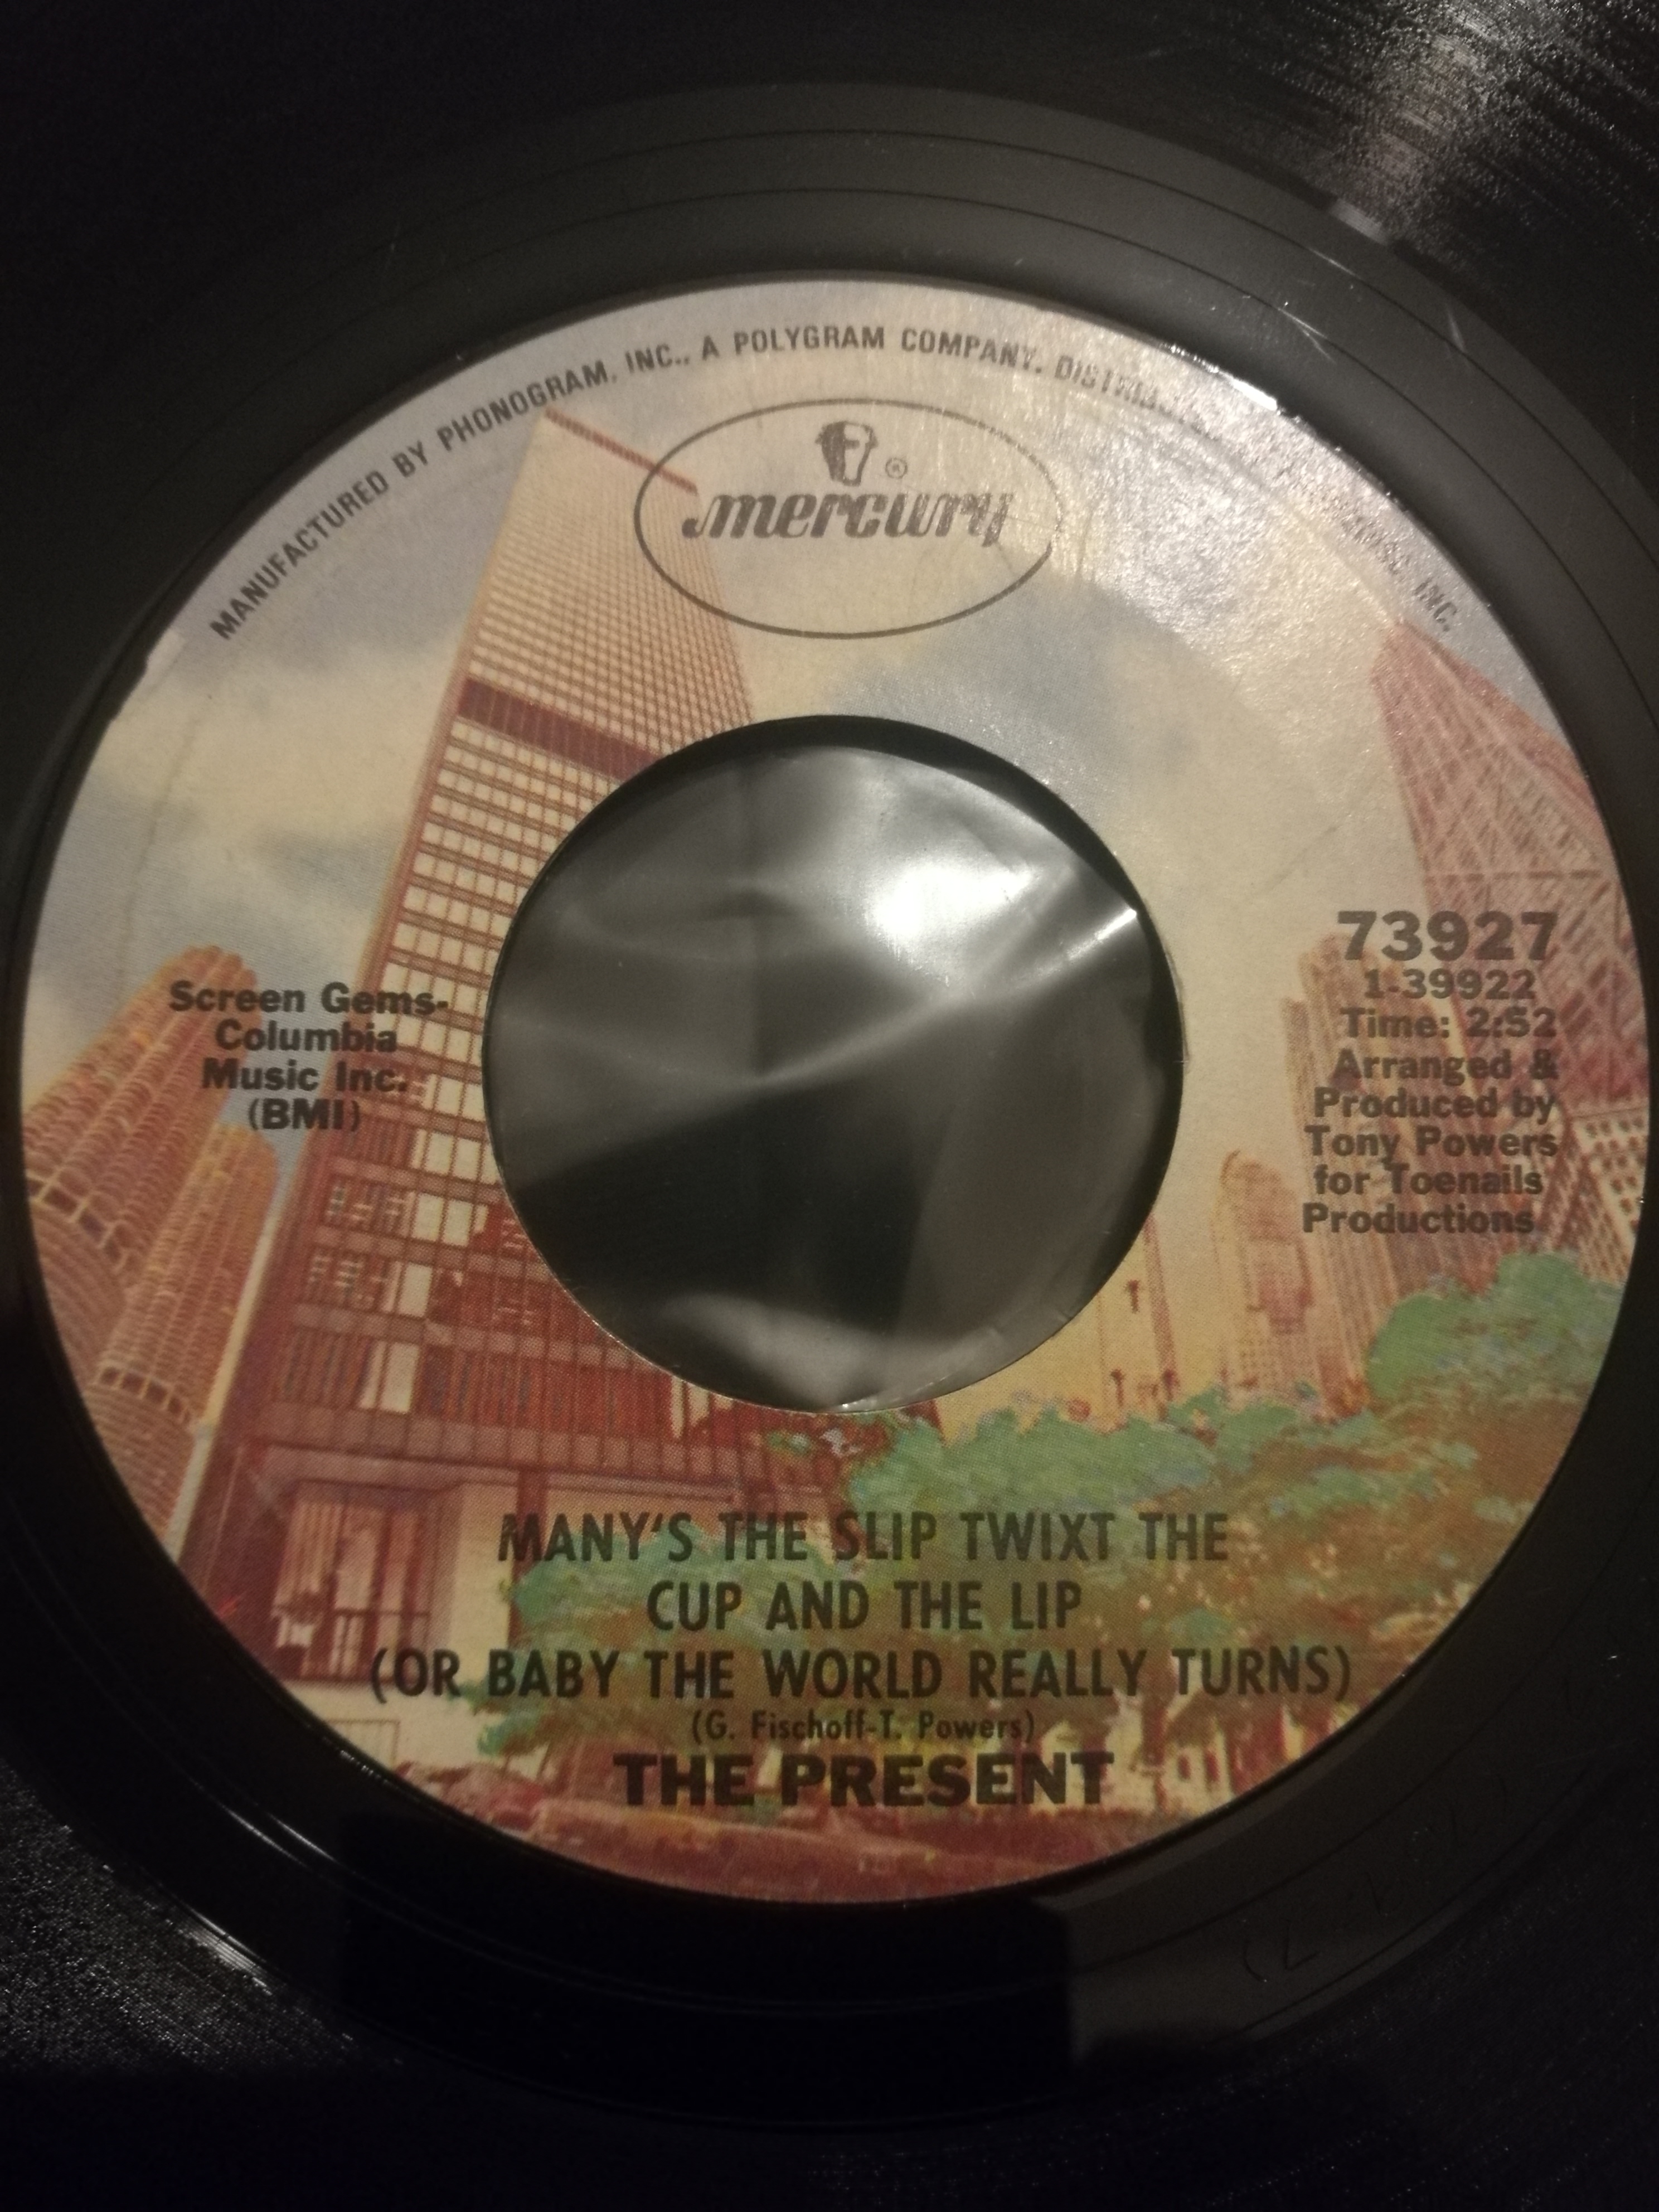 MANUFACTURED BY PHONOGRAM, INC., A POLYGRAM COMPANY. INC.
®
mercury
Screen Gems-
Columbia
Music Inc.
(BMI)
73927
1-39922
Time: 2:52
Arranged &
Produced by
Tony Powers
for Toenails
Productions.
MANY'S THE SLIP TWIXT THE
CUP AND THE LIP
(OR BABY THE WORLD REALLY TURNS)
(G. Fischoff-T. Powers)
THE PRESENT